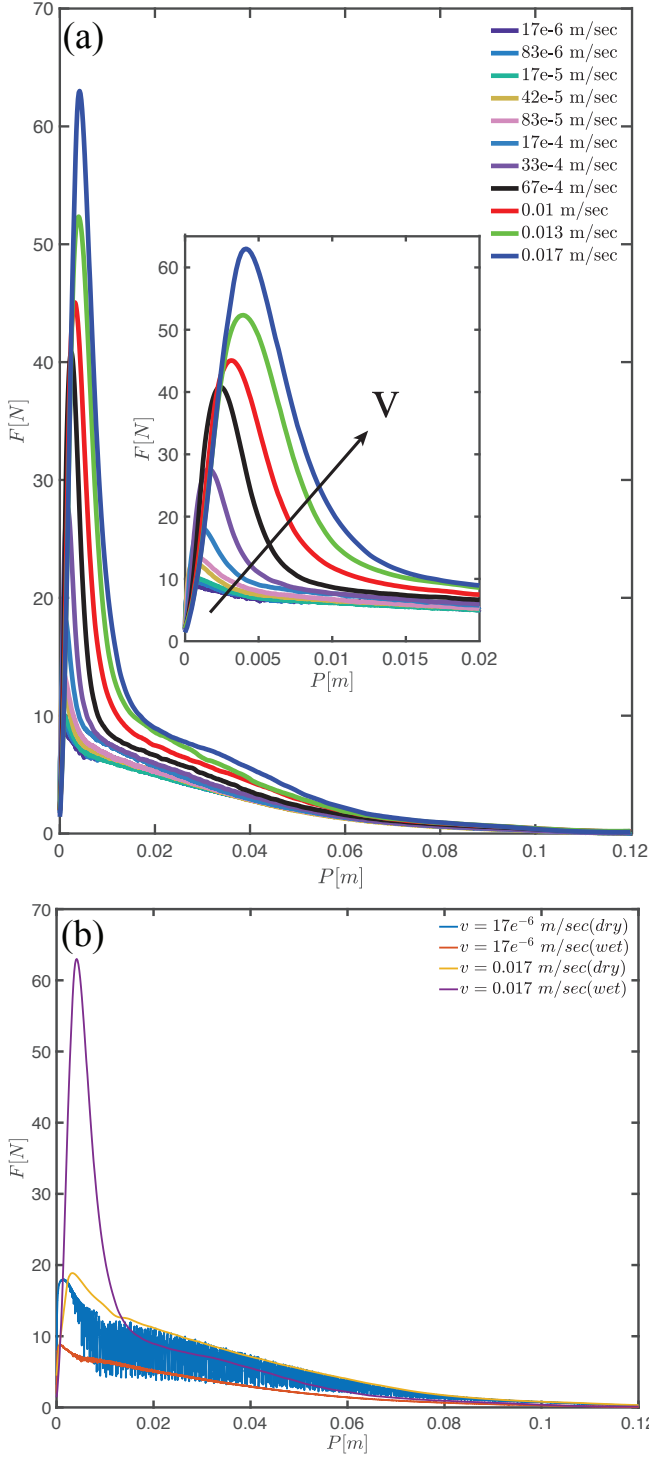 (a)
70
60
50
40
30
20
10
0
F[N]
0
0.02
0.04
0.06
0.08
0.1
0.12
P[m]
17e-6 m/sec
83e-6 m/sec
17e-5 m/sec
42e-5 m/sec
83e-5 m/sec
17e-4 m/sec
33e-4 m/sec
67e-4 m/sec
0.01 m/sec
0.013 m/sec
0.017 m/sec
60
50
40
30
20
10
0
F[N]
V
0
0.005
0.01
0.015
0.02
P[m]
(b)
70
60
50
40
30
20
10
0
F[N]
v = 17e⁻⁶ m/sec(dry)
v = 17e⁻⁶ m/sec(wet)
v = 0.017 m/sec(dry)
v = 0.017 m/sec(wet)
0
0.02
0.04
0.06
0.08
0.1
0.12
P[m]